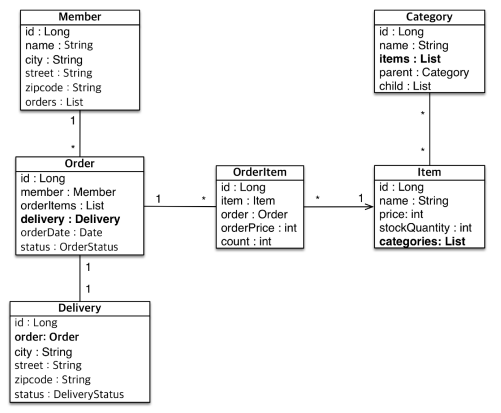 Member
id : Long
name : String
city : String
street : String
zipcode : String
orders : List
Category
id : Long
name : String
items : List
parent : Category
child : List
1
*
*
*
Order
id : Long
member : Member
orderItems : List
delivery : Delivery
orderDate : Date
status : OrderStatus
1
*
OrderItem
id : Long
item : Item
order : Order
orderPrice : int
count : int
*
1
Item
id : Long
name : String
price: int
stockQuantity : int
categories: List
1
1
Delivery
id : Long
order: Order
city : String
street : String
zipcode : String
status : DeliveryStatus